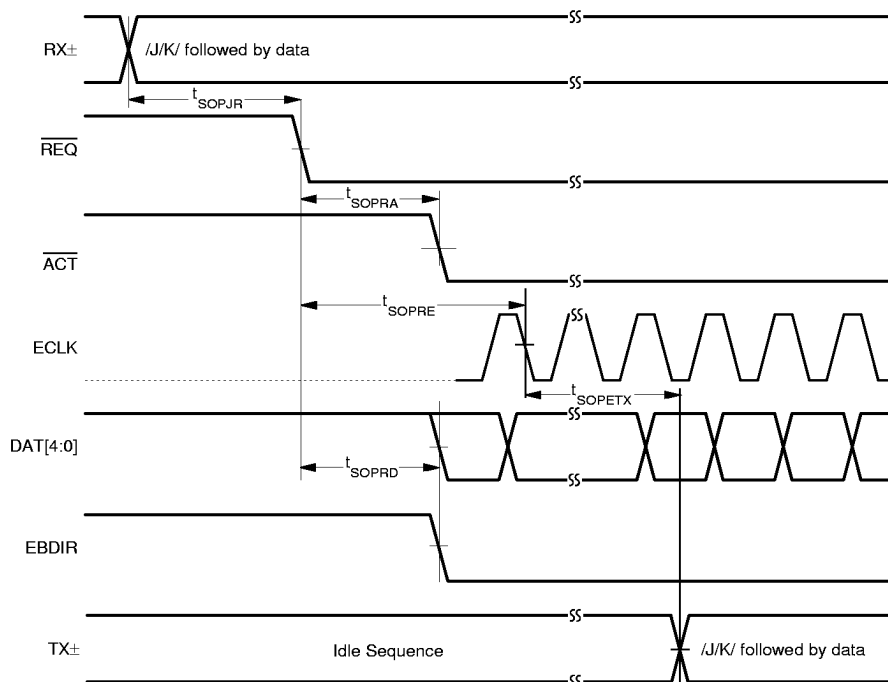 RX±
/J/K/ followed by data
tSOPJR
REQ
tSOPRA
ACT
tSOPRE
ECLK
tSOPETX
DAT[4:0]
tSOPRD
EBDIR
TX±
Idle Sequence
/J/K/ followed by data